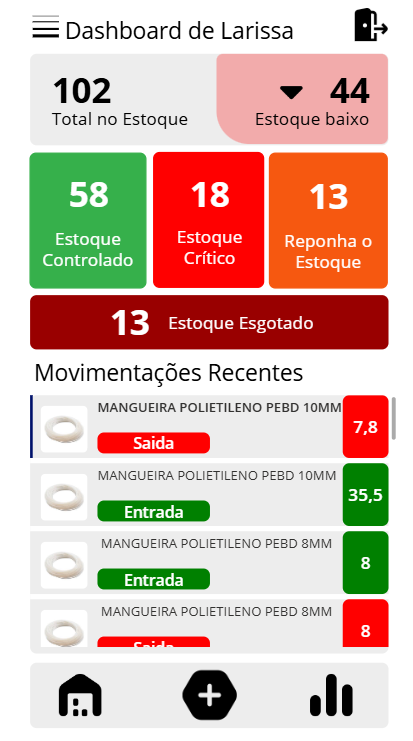 Dashboard de Larissa
102
Total no Estoque
44
Estoque baixo
58
Estoque
Controlado
18
Estoque
Crítico
13
Reponha o
Estoque
13 Estoque Esgotado
Movimentações Recentes
MANGUEIRA POLIETILENO PEBD 10MM
Saida
7,8
MANGUEIRA POLIETILENO PEBD 10MM
Entrada
35,5
MANGUEIRA POLIETILENO PEBD 8MM
Entrada
8
MANGUEIRA POLIETILENO PEBD 8MM
Saida
8